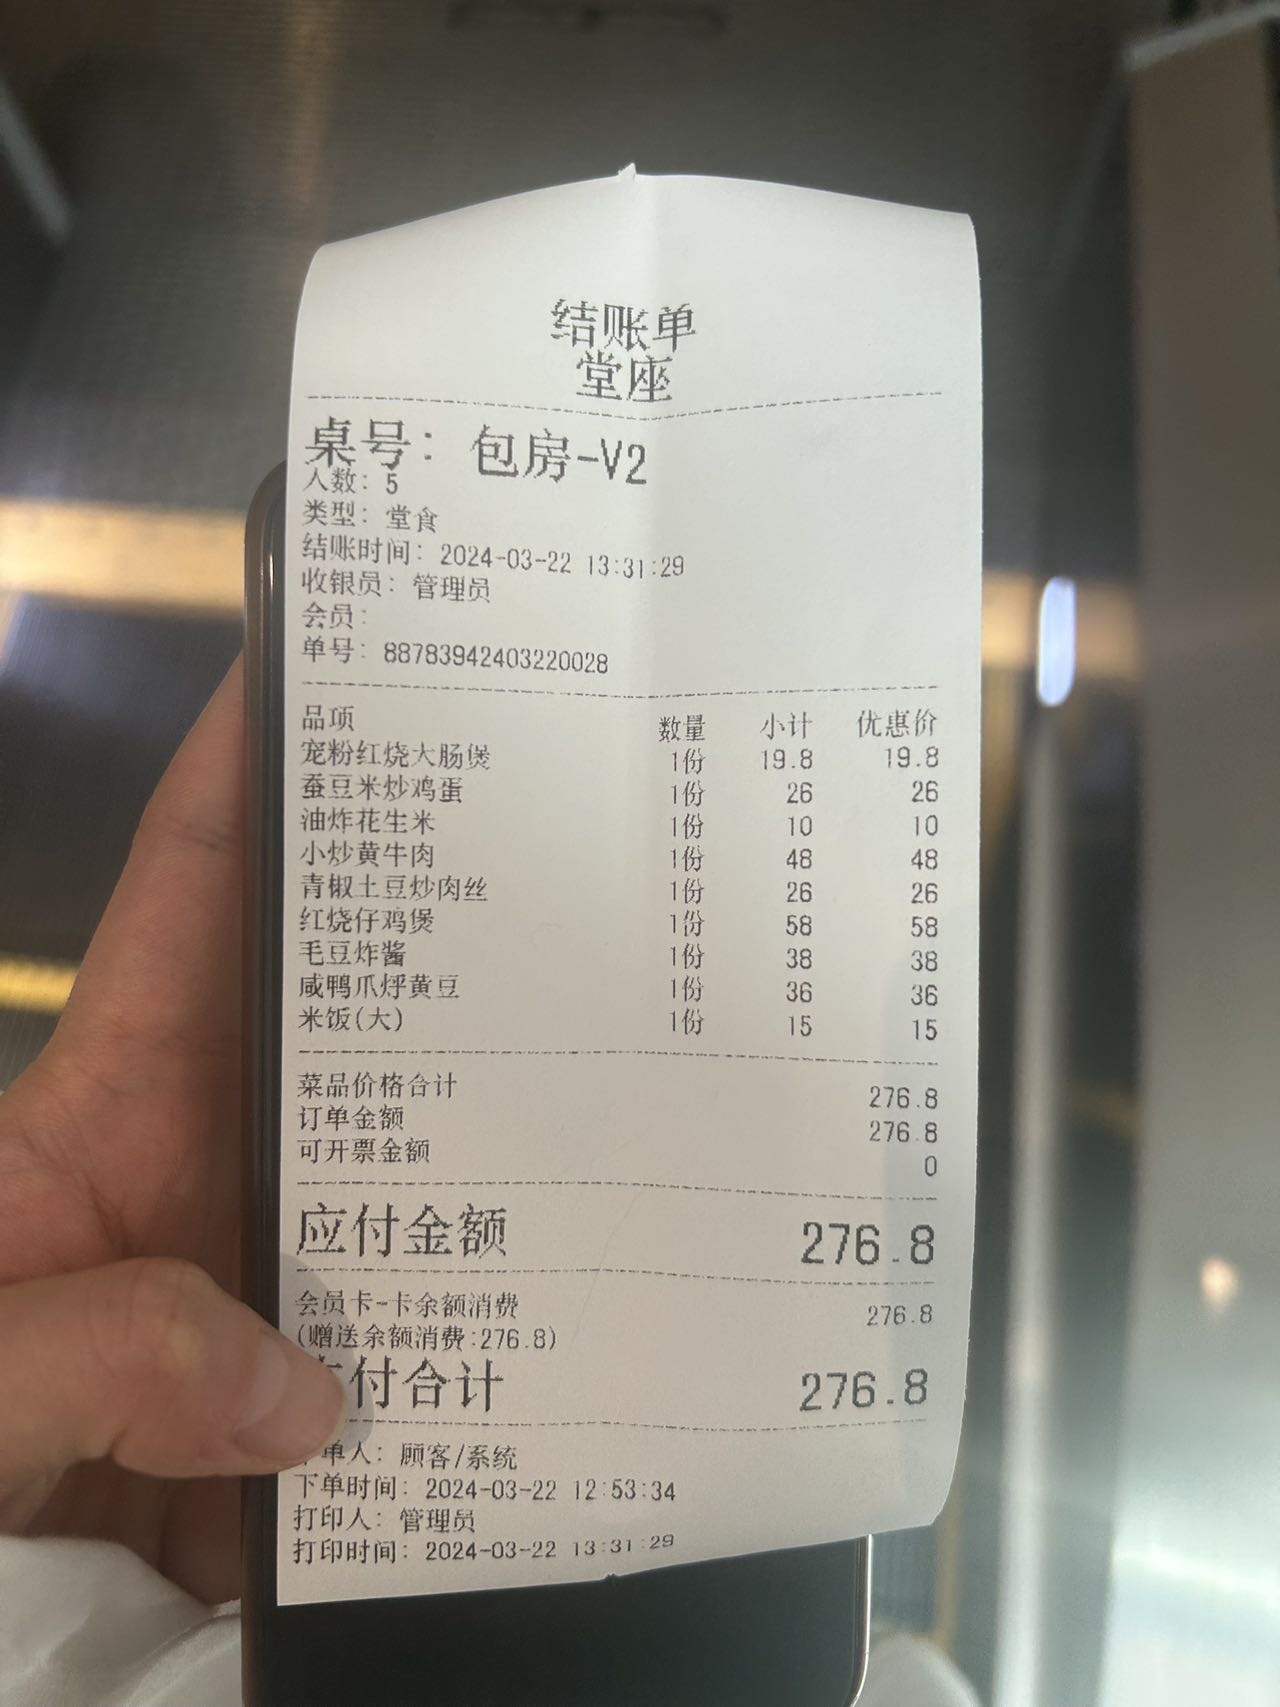 结账单
堂座
桌号：包房-V2
人数：5
类型：堂食
结账时间：2024-03-22 13:31:29
收银员：管理员
会员：
单号：88783942403220028
品项 数量 小计 优惠价
宠粉红烧大肠煲 1份 19.8 19.8
蚕豆米炒鸡蛋 1份 26 26
油炸花生米 1份 10 10
小炒黄牛肉 1份 48 48
青椒土豆炒肉丝 1份 26 26
红烧仔鸡煲 1份 58 58
毛豆炸酱 1份 38 38
咸鸭爪烀黄豆 1份 36 36
米饭(大) 1份 15 15
菜品价格合计 276.8
订单金额 276.8
可开票金额 0
应付金额 276.8
会员卡-卡余额消费 276.8
(赠送余额消费:276.8)
付合计 276.8
单人：顾客/系统
下单时间：2024-03-22 12:53:34
打印人：管理员
打印时间：2024-03-22 13:31:29